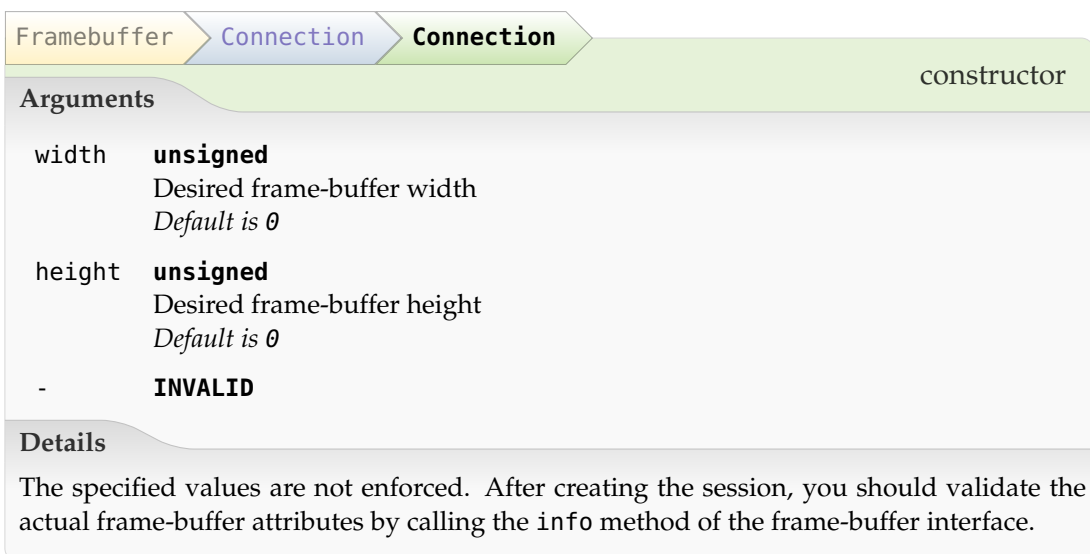 Framebuffer Connection Connection
constructor
Arguments
width unsigned
Desired frame-buffer width
Default is 0
height unsigned
Desired frame-buffer height
Default is 0
- INVALID
Details
The specified values are not enforced. After creating the session, you should validate the
actual frame-buffer attributes by calling the info method of the frame-buffer interface.